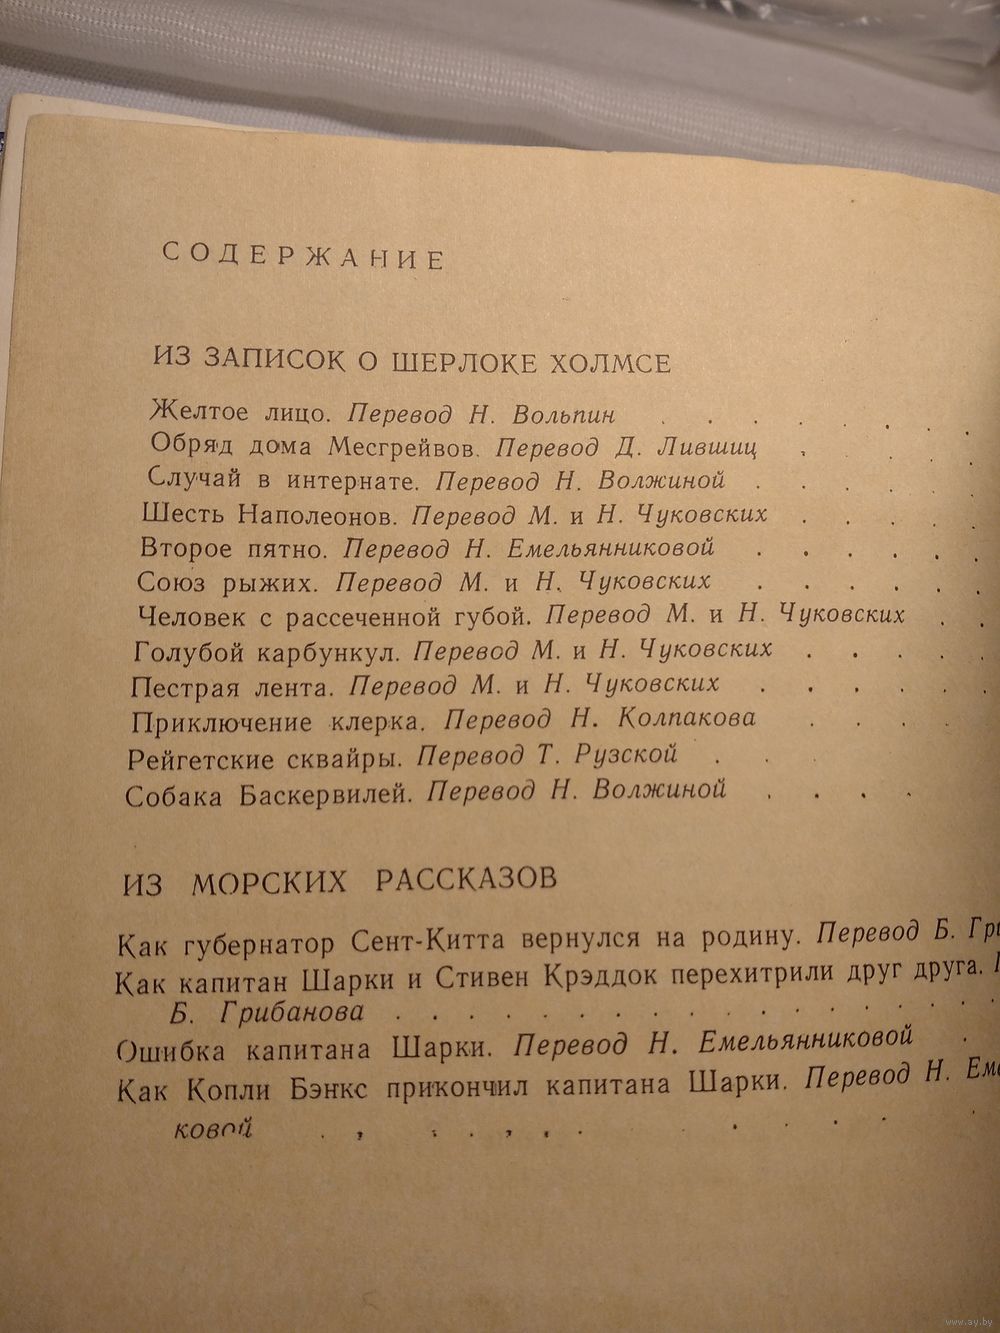 СОДЕРЖАНИЕ
ИЗ ЗАПИСОК О ШЕРЛОКЕ ХОЛМСЕ
Желтое лицо. Перевод Н. Вольпин . . . . . . .
Обряд дома Месгрейвов. Перевод Д. Лившиц . . . .
Случай в интернате. Перевод Н. Волжиной . . . . .
Шесть Наполеонов. Перевод М. и Н. Чуковских . . . .
Второе пятно. Перевод Н. Емельянниковой . . . . . .
Союз рыжих. Перевод М. и Н. Чуковских . . . . . .
Человек с рассеченной губой. Перевод М. и Н. Чуковских . .
Голубой карбункул. Перевод М. и Н. Чуковских . . . . .
Пестрая лента. Перевод М. и Н. Чуковских . . . . . .
Приключение клерка. Перевод Н. Колпакова . . . .
Рейгетские сквайры. Перевод Т. Рузской . . .
Собака Баскервилей. Перевод Н. Волжиной . . . .
ИЗ МОРСКИХ РАССКАЗОВ
Как губернатор Сент-Китта вернулся на родину. Перевод Б.
Как капитан Шарки и Стивен Крэддок перехитрили друг друга.
Б. Грибанова . . . . . . . . . . . . . .
Ошибка капитана Шарки. Перевод Н. Емельянниковой .
Как Копли Бэнкс прикончил капитана Шарки. Перевод Н.
ковой . . . . . . . . . .
www.ay.by